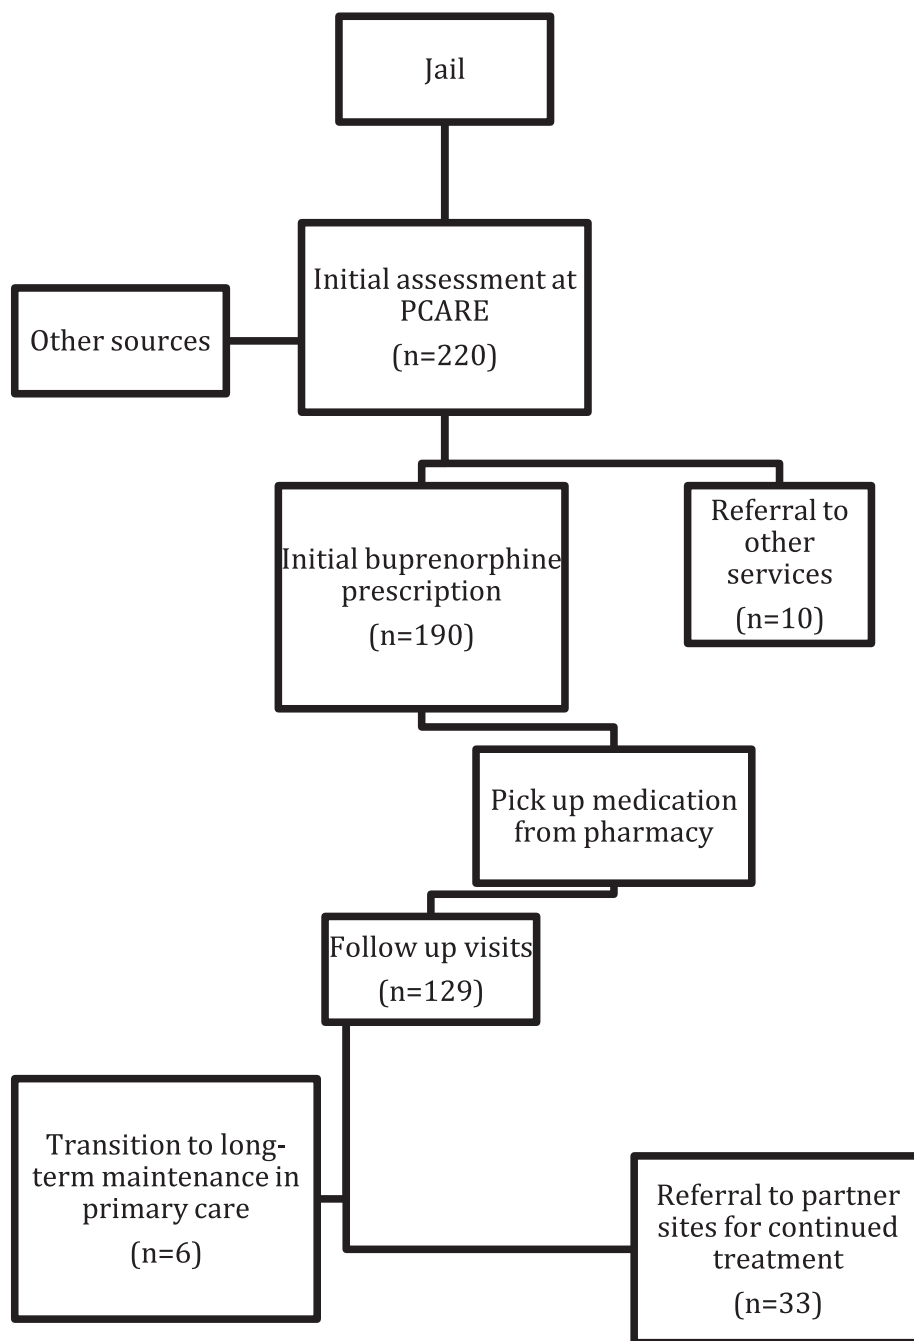 Jail
Initial assessment at
PCARE
(n=220)
Other sources
Initial buprenorphine
prescription
(n=190)
Referral to
other
services
(n=10)
Pick up medication
from pharmacy
Follow up visits
(n=129)
Transition to long-
term maintenance in
primary care
(n=6)
Referral to partner
sites for continued
treatment
(n=33)